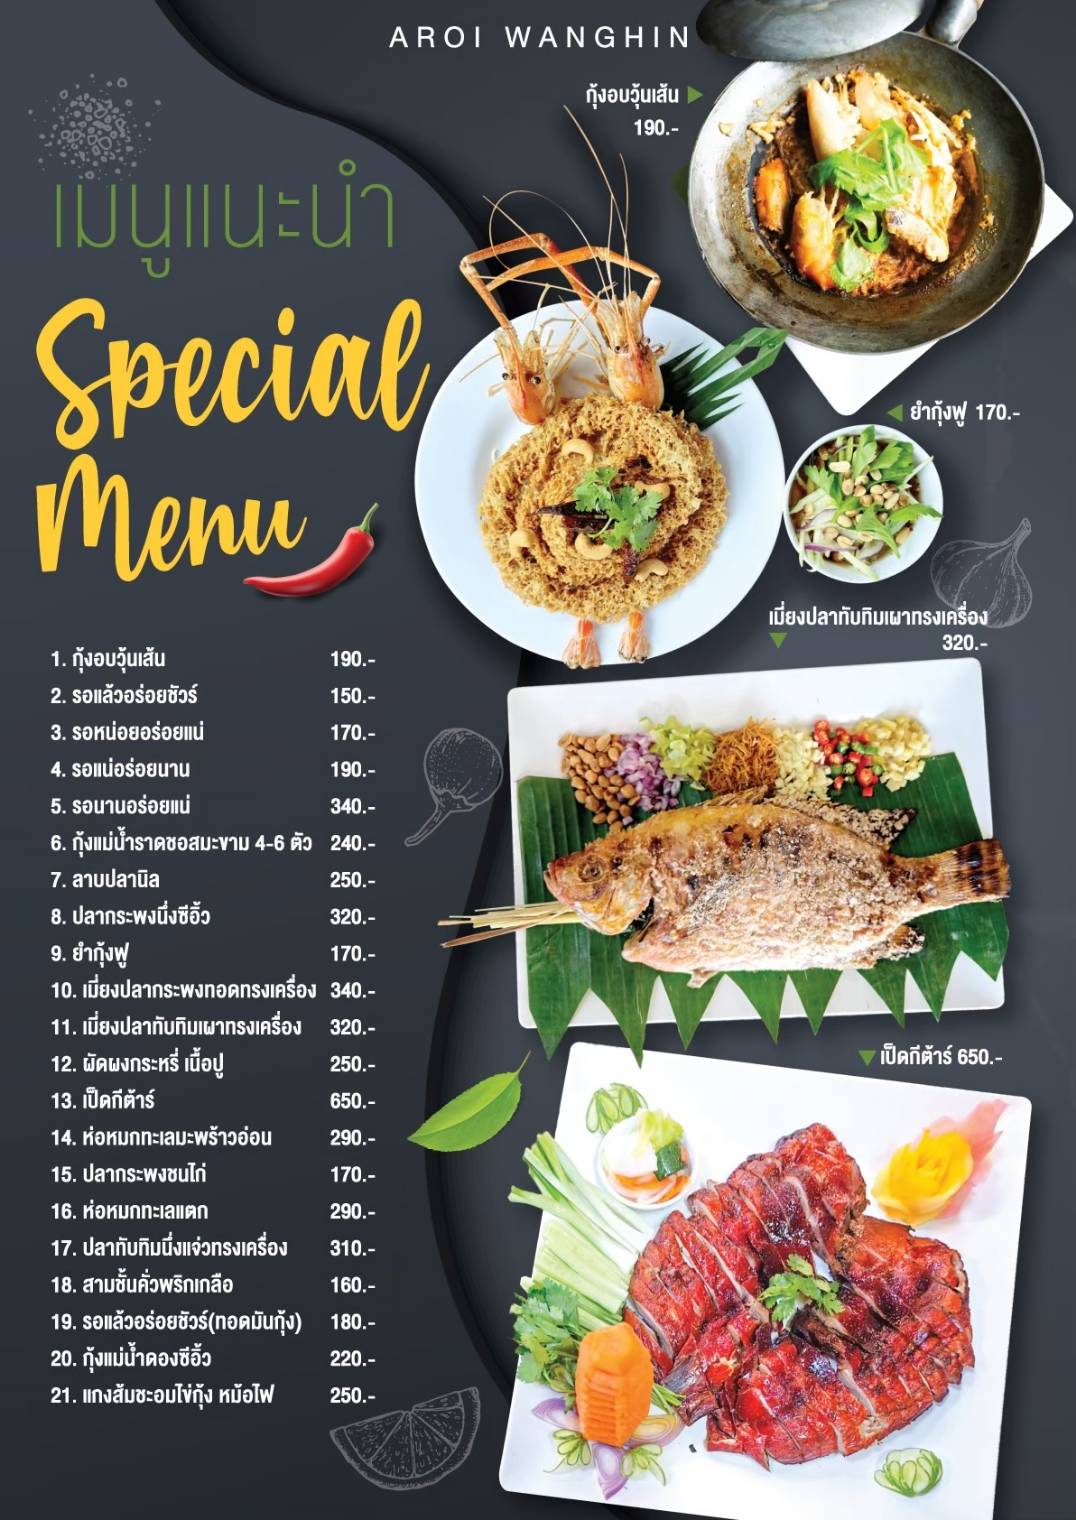 AROI WANGHIN
กุ้งอบวุ้นเส้น
190.-
เมนูแนะนำ
Special
Menu
ยำกุ้งฟู 170.-
เมี่ยงปลาทับทิมเผาทรงเครื่อง
320.-
1. กุ้งอบวุ้นเส้น 190.-
2. รอแล้วอร่อยชัวร์ 150.-
3. รอหน่อยอร่อยแน่ 170.-
4. รอแน่อร่อยนาน 190.-
5. รอนานอร่อยแน่ 340.-
6. กุ้งแม่น้ำราดซอสมะขาม 4-6 ตัว 240.-
7. ลาบปลานิล 250.-
8. ปลากระพงนึ่งซีอิ้ว 320.-
9. ยำกุ้งฟู 170.-
10. เมี่ยงปลากระพงทอดทรงเครื่อง 340.-
11. เมี่ยงปลาทับทิมเผาทรงเครื่อง 320.-
12. ผัดผงกระหรี่ เนื้อปู 250.-
13. เป็ดกีต้าร์ 650.-
14. ห่อหมกทะเลมะพร้าวอ่อน 290.-
15. ปลากระพงชนไก่ 170.-
16. ห่อหมกทะเลแตก 290.-
17. ปลาทับทิมนึ่งแจ่วทรงเครื่อง 310.-
18. สามชั้นคั่วพริกเกลือ 160.-
19. รอแล้วอร่อยชัวร์(ทอดมันกุ้ง) 180.-
20. กุ้งแม่น้ำดองซีอิ้ว 220.-
21. แกงส้มชะอมไข่กุ้ง หม้อไฟ 250.-
เป็ดกีต้าร์ 650.-